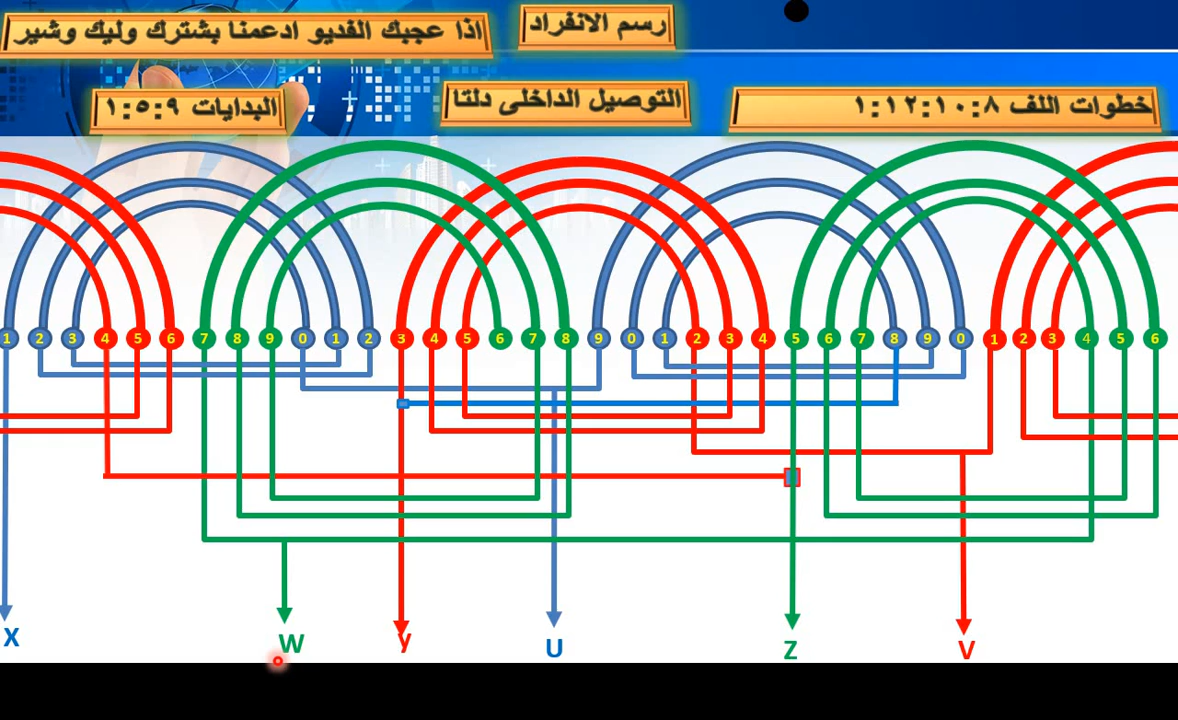 رسم الانفراد
اذا عجبك الفديو ادعمنا بشترك وليك وشير
خطوات اللف ١:١٢:١٠:٨
التوصيل الداخلى دلتا
البدايات ١:٥:٩
1 2 3 4 5 6 7 8 9 0 1 2 3 4 5 6 7 8 9 0 1 2 3 4 5 6 7 8 9 0 1 2 3 4 5 6
X W y U Z V